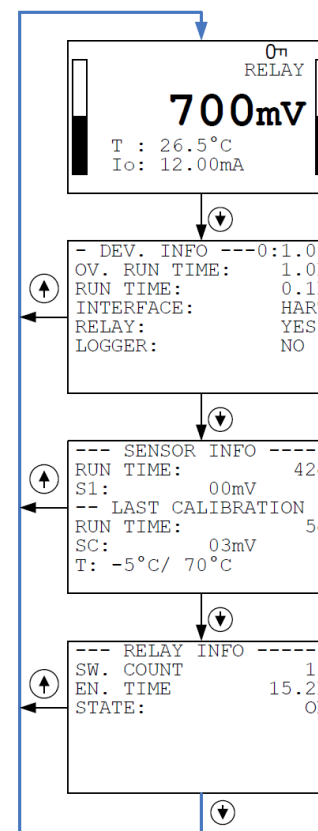 RELAY
700mV
T : 26.5°C
Io: 12.00mA
- DEV. INFO ---0:1.0
OV. RUN TIME: 1.0
RUN TIME: 0.1
INTERFACE: HAR
RELAY: YES
LOGGER: NO
--- SENSOR INFO ----
RUN TIME: 42
S1: 00mV
-- LAST CALIBRATION
RUN TIME: 5
SC: 03mV
T: -5°C/ 70°C
--- RELAY INFO -----
SW. COUNT 1
EN. TIME 15.2
STATE: O